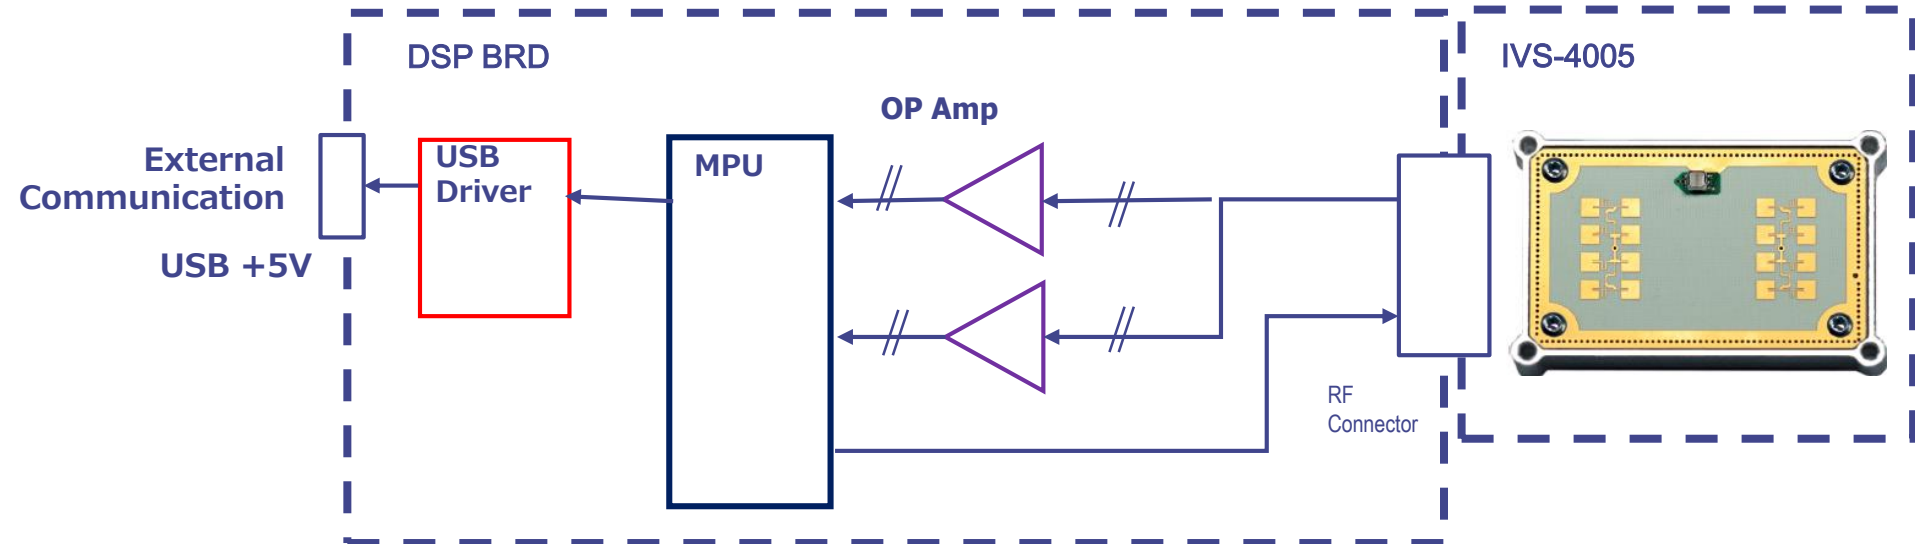 DSP BRD
IVS-4005
OP Amp
External
Communication
USB
Driver
MPU
USB +5V
RF
Connector